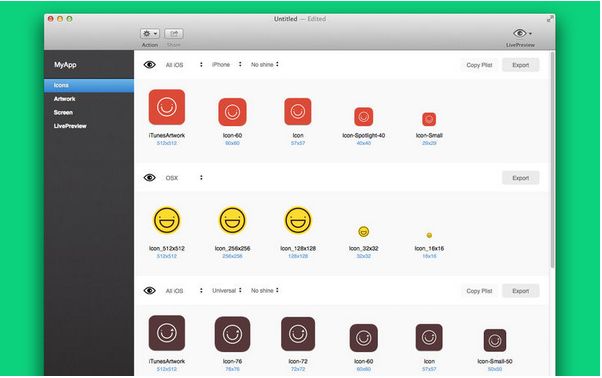 Untitled — Edited
Action
Share
LivePreview
MyApp
Icons
Artwork
Screen
LivePreview
All iOS
iPhone
No shine
Copy Plist
Export
iTunesArtwork
512x512
Icon-60
60x60
Icon
57x57
Icon-Spotlight-40
40x40
Icon-Small
29x29
OSX
Export
Icon_512x512
512x512
Icon_256x256
256x256
Icon_128x128
128x128
Icon_32x32
32x32
Icon_16x16
16x16
All iOS
Universal
No shine
Copy Plist
Export
iTunesArtwork
512x512
Icon-76
76x76
Icon-72
72x72
Icon-60
60x60
Icon
57x57
Icon-Small-50
50x50